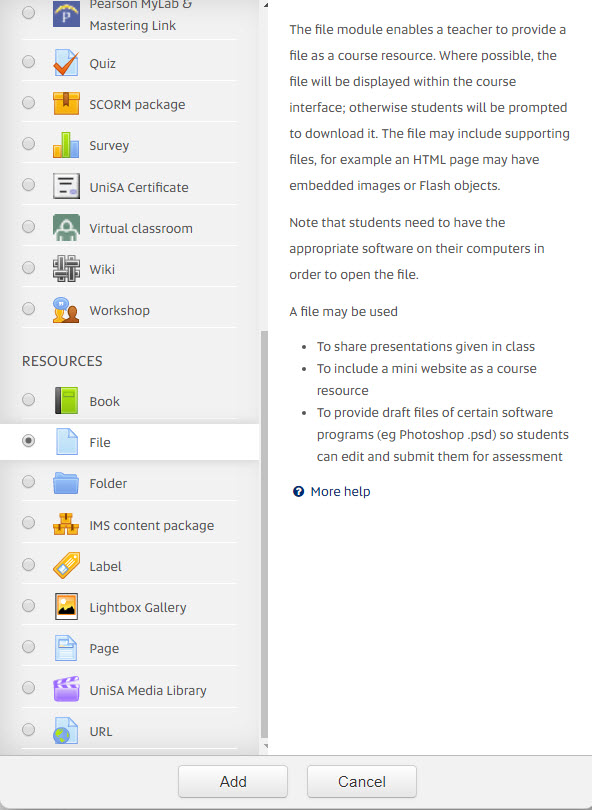 Pearson MyLab &
Mastering Link
Quiz
SCORM package
Survey
UniSA Certificate
Virtual classroom
Wiki
Workshop
RESOURCES
Book
File
Folder
IMS content package
Label
Lightbox Gallery
Page
UniSA Media Library
URL
The file module enables a teacher to provide a
file as a course resource. Where possible, the
file will be displayed within the course
interface; otherwise students will be prompted
to download it. The file may include supporting
files, for example an HTML page may have
embedded images or Flash objects.
Note that students need to have the
appropriate software on their computers in
order to open the file.
A file may be used
• To share presentations given in class
• To include a mini website as a course
resource
• To provide draft files of certain software
programs (eg Photoshop .psd) so students
can edit and submit them for assessment
More help
Add
Cancel